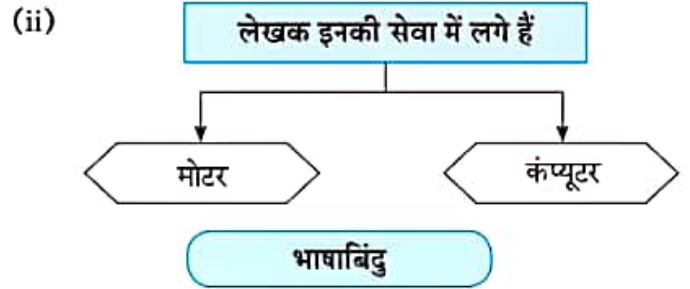 (ii)
लेखक इनकी सेवा में लगे हैं
मोटर
कंप्यूटर
भाषाबिंदु